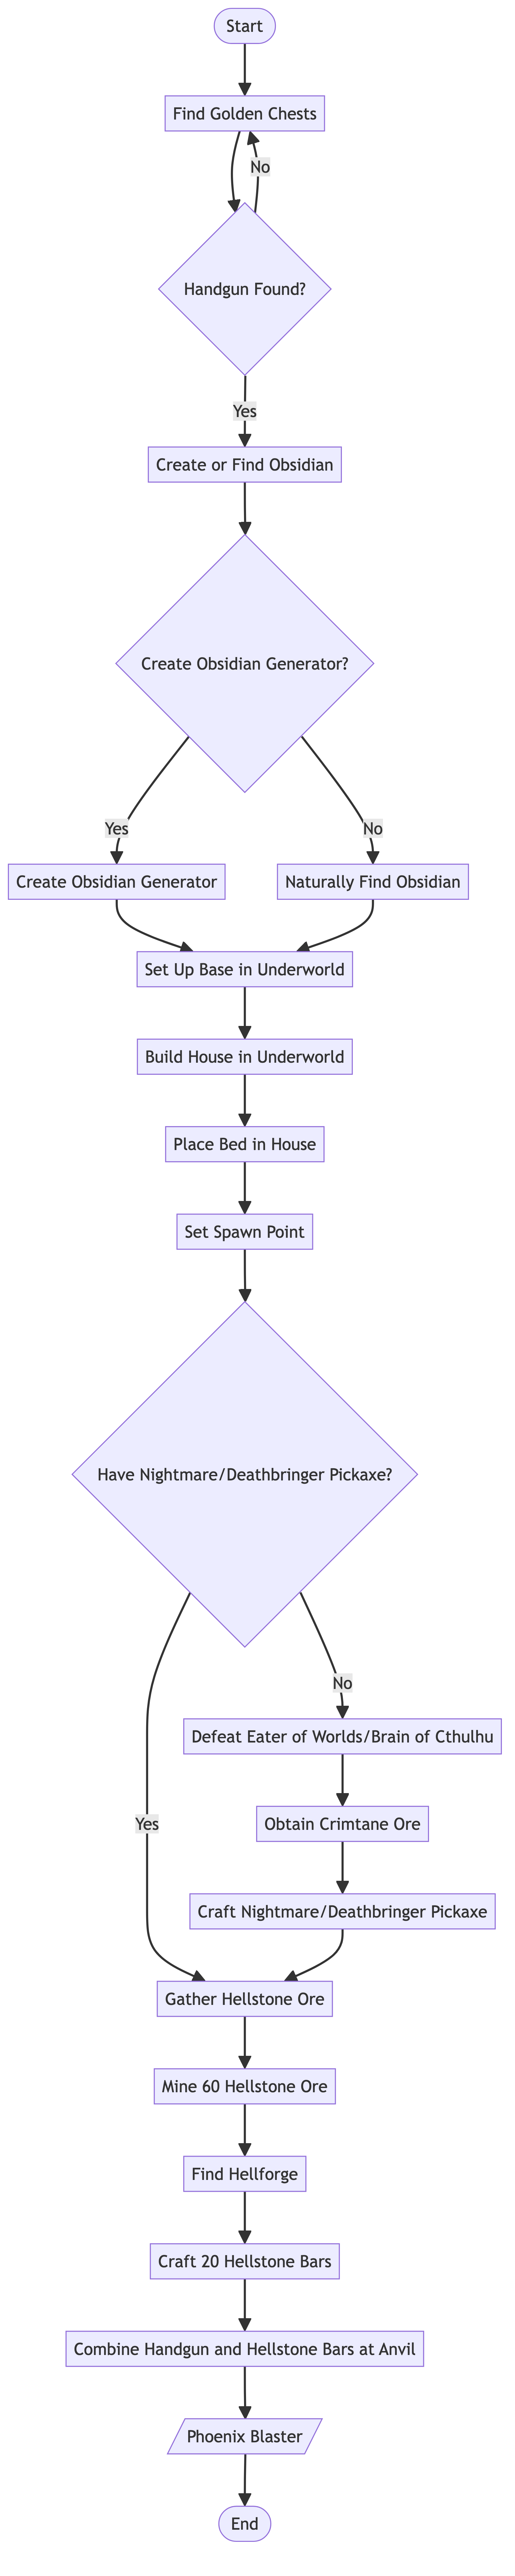 Start
Find Golden Chests
No
Handgun Found?
Yes
Create or Find Obsidian
Create Obsidian Generator?
Yes
No
Create Obsidian Generator
Naturally Find Obsidian
Set Up Base in Underworld
Build House in Underworld
Place Bed in House
Set Spawn Point
Have Nightmare/Deathbringer Pickaxe?
No
Defeat Eater of Worlds/Brain of Cthulhu
Yes
Obtain Crimtane Ore
Craft Nightmare/Deathbringer Pickaxe
Gather Hellstone Ore
Mine 60 Hellstone Ore
Find Hellforge
Craft 20 Hellstone Bars
Combine Handgun and Hellstone Bars at Anvil
Phoenix Blaster
End